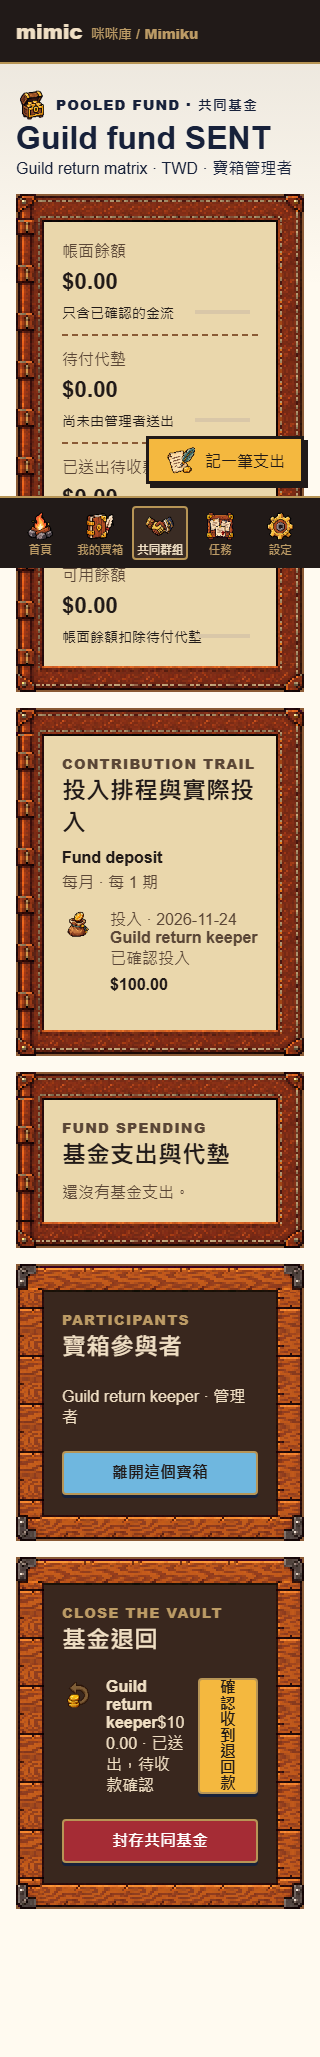 mimic 咪咪庫 / Mimiku
POOLED FUND · 共同基金
Guild fund SENT
Guild return matrix · TWD · 寶箱管理者
帳面餘額
$0.00
只含已確認的金流
待付代墊
$0.00
尚未由管理者送出
已送出待收
$0.00
記一筆支出
首頁
我的寶箱
共同群組
任務
設定
可用餘額
$0.00
帳面餘額扣除待付代墊
CONTRIBUTION TRAIL
投入排程與實際投
入
Fund deposit
每月 · 每 1 期
投入 · 2026-11-24
Guild return keeper
已確認投入
$100.00
FUND SPENDING
基金支出與代墊
還沒有基金支出。
PARTICIPANTS
寶箱參與者
Guild return keeper · 管理
者
離開這個寶箱
CLOSE THE VAULT
基金退回
Guild
return
keeper$10
0.00 · 已送
出，待收
款確認
確認收到退回款
封存共同基金